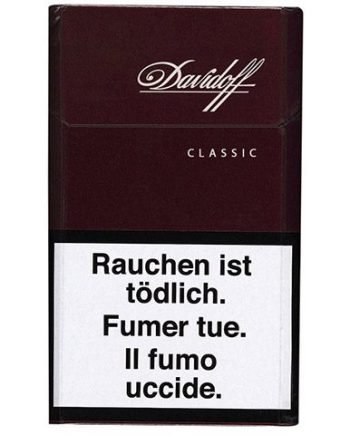 Davidoff
CLASSIC
Rauchen ist
tödlich.
Fumer tue.
Il fumo
uccide.